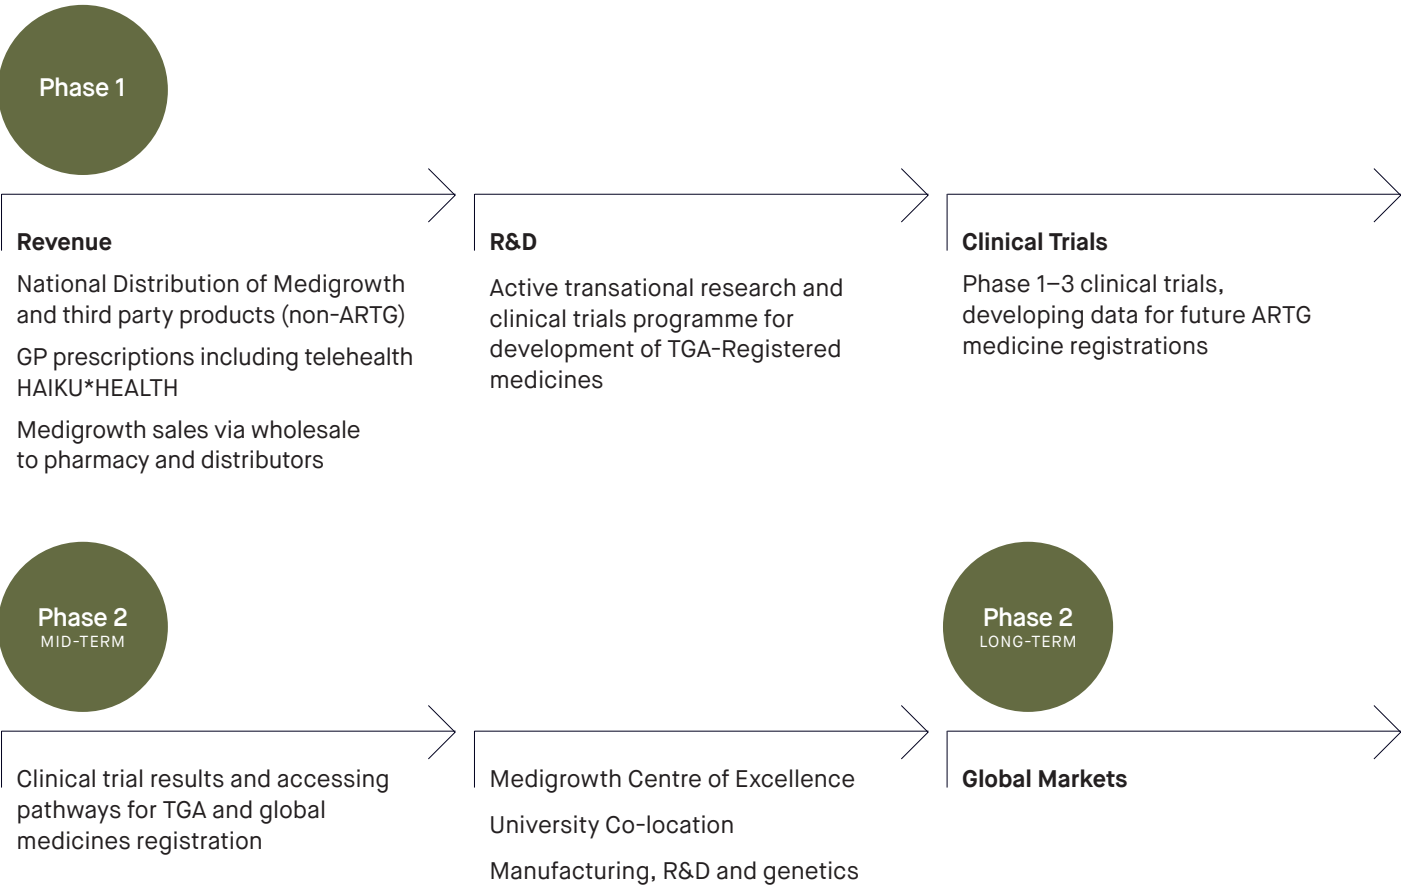 Phase 1
Revenue
National Distribution of Medigrowth
and third party products (non-ARTG)
GP prescriptions including telehealth
HAIKU*HEALTH
Medigrowth sales via wholesale
to pharmacy and distributors
R&D
Active transational research and
clinical trials programme for
development of TGA-Registered
medicines
Clinical Trials
Phase 1–3 clinical trials,
developing data for future ARTG
medicine registrations
Phase 2
MID-TERM
Clinical trial results and accessing
pathways for TGA and global
medicines registration
Medigrowth Centre of Excellence
University Co-location
Manufacturing, R&D and genetics
Phase 2
LONG-TERM
Global Markets